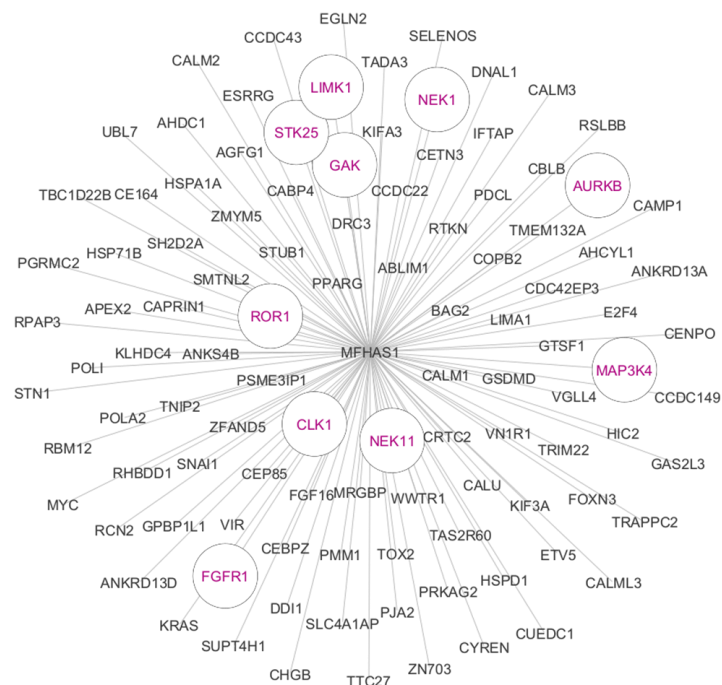 EGLN2
CCDC43
SELENOS
CALM2
TADA3
DNAL1
LIMK1
CALM3
ESRRG
NEK1
AHDC1
STK25
KIFA3
IFTAP
RSLBB
UBL7
AGFG1
GAK
CETN3
CBLB
HSPA1A
CABP4
CCDC22
PDCL
AURKB
TBC1D22B
CE164
CAMP1
ZMYM5
DRC3
RTKN
TMEM132A
SH2D2A
STUB1
HSP71B
COPB2
AHCYL1
PGRMC2
ABLIM1
ANKRD13A
SMTNL2
PPARG
CDC42EP3
APEX2
CAPRIN1
ROR1
BAG2
LIMA1
E2F4
RPAP3
CENPO
GTSF1
KLHDC4
ANKS4B
MFHAS1
POLI
MAP3K4
PSME3IP1
CALM1
GSDMD
STN1
VGLL4
CCDC149
TNIP2
POLA2
ZFAND5
CLK1
NEK11
CRTC2
VN1R1
HIC2
RBM12
TRIM22
SNAI1
GAS2L3
RHBDD1
CEP85
CALU
FGF16
MRGBP
WWTR1
FOXN3
MYC
KIF3A
VIR
GPBP1L1
TRAPPC2
RCN2
TAS2R60
CEBPZ
PMM1
TOX2
ETV5
ANKRD13D
FGFR1
HSPD1
CALML3
PRKAG2
DDI1
PJA2
KRAS
SLC4A1AP
CUEDC1
SUPT4H1
CYREN
ZN703
CHGB
TTC27